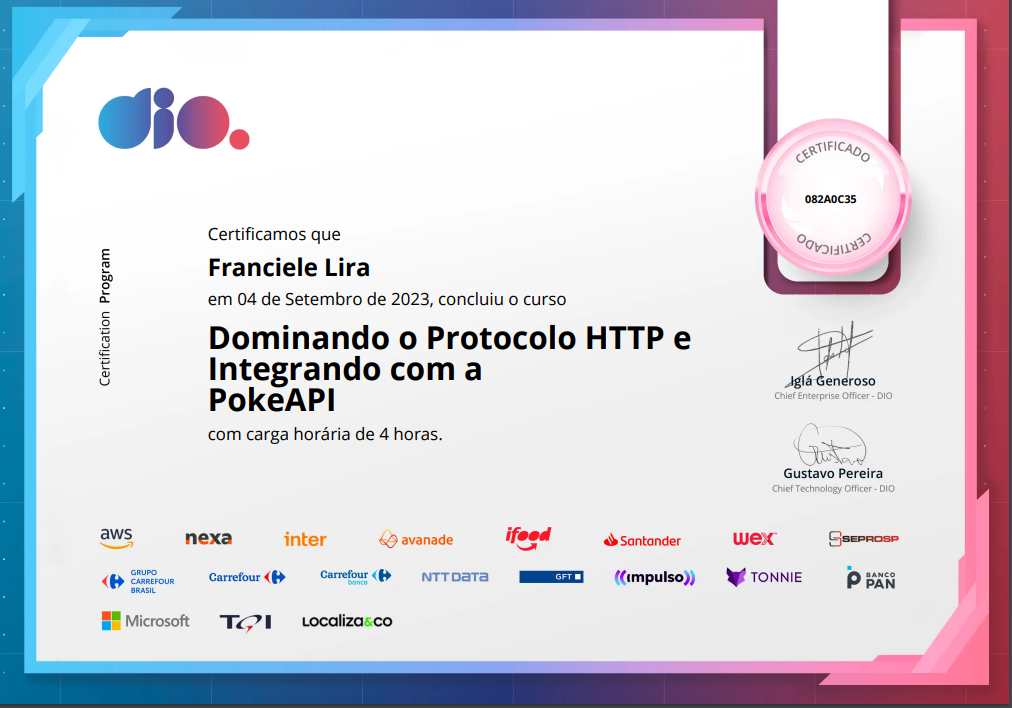 dio.
CERTIFICADO
082A0C35
CERTIFICADO
Certification Program
Certificamos que
Franciele Lira
em 04 de Setembro de 2023, concluiu o curso
Dominando o Protocolo HTTP e
Integrando com a
PokeAPI
com carga horária de 4 horas.
Iglá Generoso
Chief Enterprise Officer - DIO
Gustavo Pereira
Chief Technology Officer - DIO
aws nexa inter avanade ifood Santander wex SEPROSP
GRUPO
CARREFOUR
BRASIL
Carrefour Carrefour
banco
NTT DATA GFT impulso TONNIE BANCO
PAN
Microsoft TQI Localiza&co